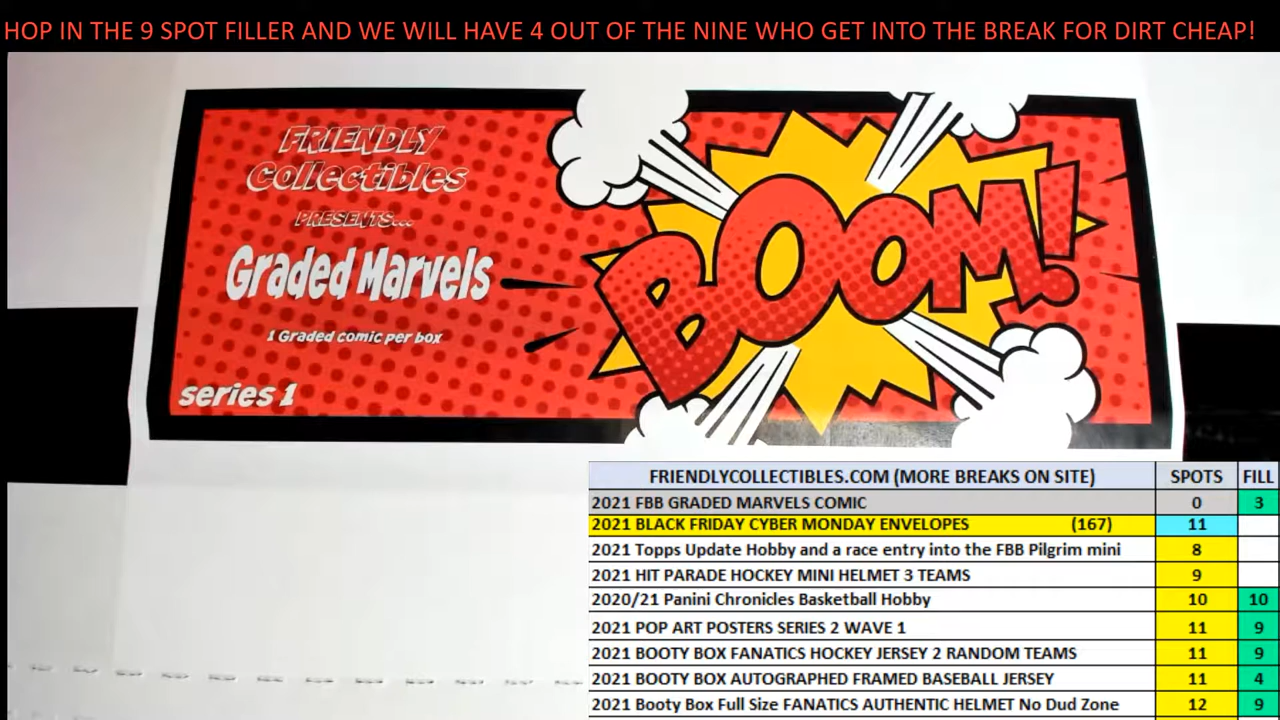 HOP IN THE 9 SPOT FILLER AND WE WILL HAVE 4 OUT OF THE NINE WHO GET INTO THE BREAK FOR DIRT CHEAP!
FRIENDLY
Collectibles
PRESENTS...
Graded Marvels
1 Graded comic per box
series 1
BOOM!
FRIENDLYCOLLECTIBLES.COM (MORE BREAKS ON SITE) SPOTS FILL
2021 FBB GRADED MARVELS COMIC 0 3
2021 BLACK FRIDAY CYBER MONDAY ENVELOPES (167) 11
2021 Topps Update Hobby and a race entry into the FBB Pilgrim mini 8
2021 HIT PARADE HOCKEY MINI HELMET 3 TEAMS 9
2020/21 Panini Chronicles Basketball Hobby 10 10
2021 POP ART POSTERS SERIES 2 WAVE 1 11 9
2021 BOOTY BOX FANATICS HOCKEY JERSEY 2 RANDOM TEAMS 11 9
2021 BOOTY BOX AUTOGRAPHED FRAMED BASEBALL JERSEY 11 4
2021 Booty Box Full Size FANATICS AUTHENTIC HELMET No Dud Zone 12 9